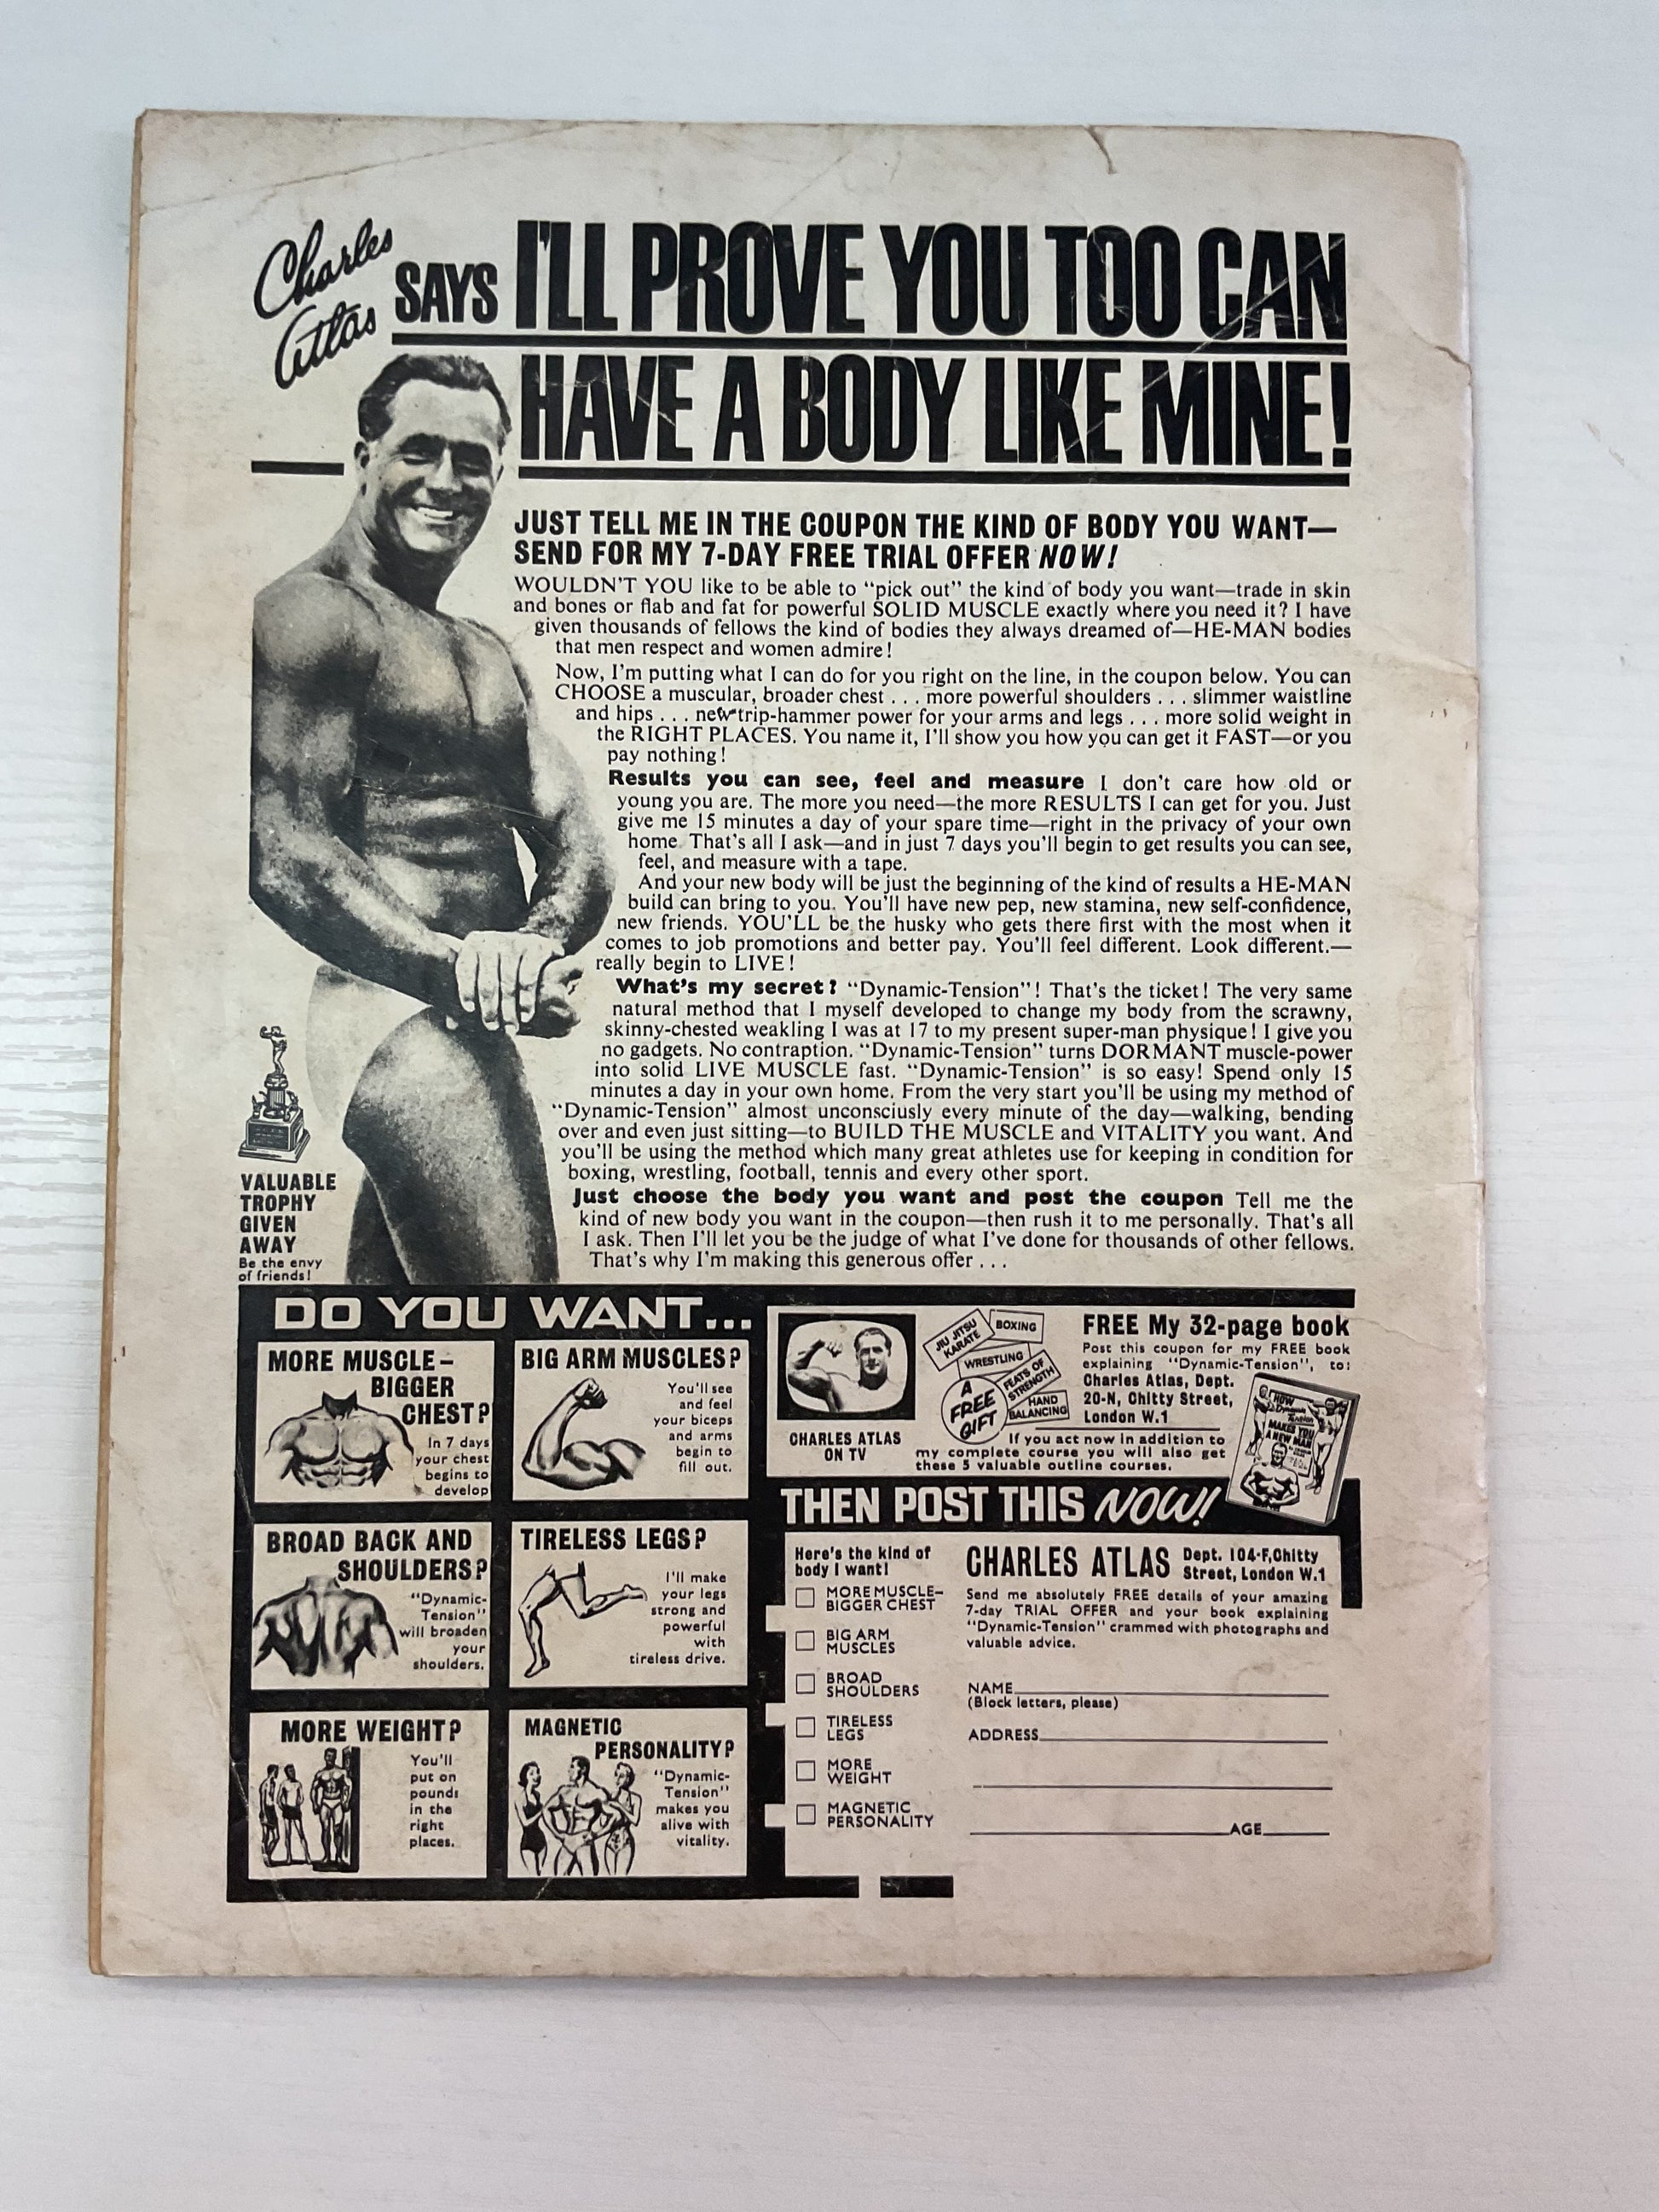 Charles
Atlas
SAYS I'LL PROVE YOU TOO CAN
HAVE A BODY LIKE MINE!
JUST TELL ME IN THE COUPON THE KIND OF BODY YOU WANT—
SEND FOR MY 7-DAY FREE TRIAL OFFER NOW!
WOULDN'T YOU like to be able to “pick out” the kind of body you want—trade in skin
and bones or flab and fat for powerful SOLID MUSCLE exactly where you need it? I have
given thousands of fellows the kind of bodies they always dreamed of—HE-MAN bodies
that men respect and women admire!
Now, I'm putting what I can do for you right on the line, in the coupon below. You can
CHOOSE a muscular, broader chest . . . more powerful shoulders . . . slimmer waistline
and hips . . . new trip-hammer power for your arms and legs . . . more solid weight in
the RIGHT PLACES. You name it, I'll show you how you can get it FAST—or you
pay nothing!
Results you can see, feel and measure I don't care how old or
young you are. The more you need—the more RESULTS I can get for you. Just
give me 15 minutes a day of your spare time—right in the privacy of your own
home. That's all I ask—and in just 7 days you'll begin to get results you can see,
feel, and measure with a tape.
And your new body will be just the beginning of the kind of results a HE-MAN
build can bring to you. You'll have new pep, new stamina, new self-confidence,
new friends. YOU'LL be the husky who gets there first with the most when it
comes to job promotions and better pay. You'll feel different. Look different.—
really begin to LIVE!
What's my secret? “Dynamic-Tension”! That's the ticket! The very same
natural method that I myself developed to change my body from the scrawny,
skinny-chested weakling I was at 17 to my present super-man physique! I give you
no gadgets. No contraption. “Dynamic-Tension” turns DORMANT muscle-power
into solid LIVE MUSCLE fast. “Dynamic-Tension” is so easy! Spend only 15
minutes a day in your own home. From the very start you'll be using my method of
“Dynamic-Tension” almost unconsciusly every minute of the day—walking, bending
over and even just sitting—to BUILD THE MUSCLE and VITALITY you want. And
you'll be using the method which many great athletes use for keeping in condition for
boxing, wrestling, football, tennis and every other sport.
Just choose the body you want and post the coupon Tell me the
kind of new body you want in the coupon—then rush it to me personally. That's all
I ask. Then I'll let you be the judge of what I've done for thousands of other fellows.
That's why I'm making this generous offer . . .
VALUABLE
TROPHY
GIVEN
AWAY
Be the envy
of friends!
DO YOU WANT...
MORE MUSCLE–
BIGGER
CHEST?
In 7 days
your chest
begins to
develop
BIG ARM MUSCLES?
You'll see
and feel
your biceps
and arms
begin to
fill out.
BROAD BACK AND
SHOULDERS?
“Dynamic-
Tension”
will broaden
your
shoulders.
TIRELESS LEGS?
I'll make
your legs
strong and
powerful
with
tireless drive.
MORE WEIGHT?
You'll
put on
pounds
in the
right
places.
MAGNETIC
PERSONALITY?
“Dynamic-
Tension”
makes you
alive with
vitality.
CHARLES ATLAS
ON TV
JIU JITSU
KARATE
BOXING
WRESTLING
FEATS OF
STRENGTH
HAND
BALANCING
A
FREE
GIFT
FREE My 32-page book
Post this coupon for my FREE book
explaining “Dynamic-Tension”, to:
Charles Atlas, Dept.
20-N, Chitty Street,
London W.1
If you act now in addition to
my complete course you will also get
these 5 valuable outline courses.
HOW
Dynamic
Tension
MAKES YOU
A NEW MAN
THEN POST THIS NOW!
Here's the kind of
body I want!
MORE MUSCLE–
BIGGER CHEST
BIG ARM
MUSCLES
BROAD
SHOULDERS
TIRELESS
LEGS
MORE
WEIGHT
MAGNETIC
PERSONALITY
CHARLES ATLAS Dept. 104-F,Chitty
Street, London W.1
Send me absolutely FREE details of your amazing
7-day TRIAL OFFER and your book explaining
“Dynamic-Tension” crammed with photographs and
valuable advice.
NAME
(Block letters, please)
ADDRESS
AGE